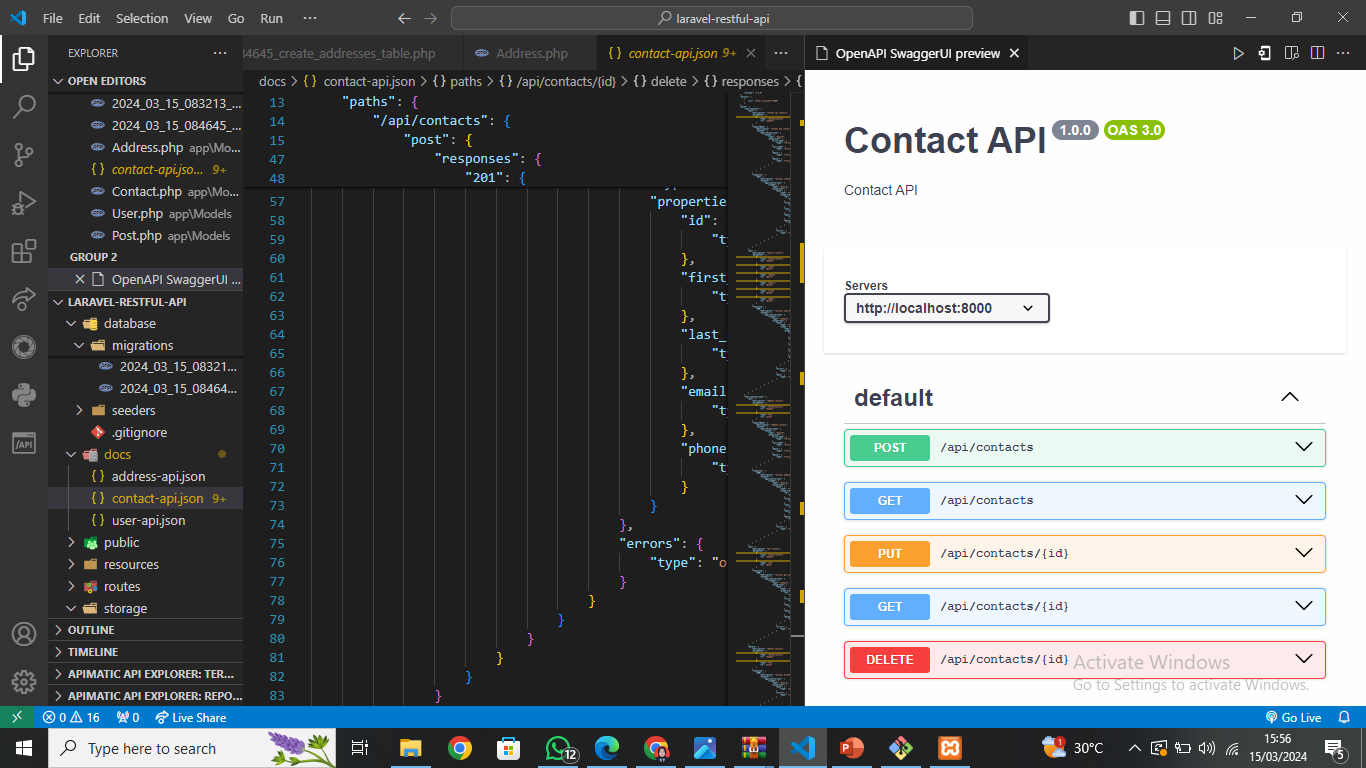 File Edit Selection View Go Run ··· laravel-restful-api
EXPLORER ···
OPEN EDITORS
2024_03_15_083213_...
2024_03_15_084645_...
Address.php app\Mo...
{} contact-api.jso... 9+
Contact.php app\Mo...
User.php app\Models
Post.php app\Models
GROUP 2
OpenAPI SwaggerUI ...
LARAVEL-RESTFUL-API
database
migrations
2024_03_15_08321...
2024_03_15_08464...
seeders
.gitignore
docs
{} address-api.json
{} contact-api.json 9+
{} user-api.json
public
resources
routes
storage
OUTLINE
TIMELINE
APIMATIC API EXPLORER: TER...
APIMATIC API EXPLORER: REPO...
84645_create_addresses_table.php Address.php {} contact-api.json 9+ ···
docs > {} contact-api.json > {} paths > {} /api/contacts/{id} > {} delete > {} responses > {
13 "paths": {
14 "/api/contacts": {
15 "post": {
47 "responses": {
48 "201": {
57 "propertie
58 "id":
59 "t
60 },
61 "first_
62 "t
63 },
64 "last_
65 "t
66 },
67 "email
68 "t
69 },
70 "phone
71 "t
72 }
73 }
74 },
75 "errors": {
76 "type": "o
77 }
78 }
79 }
80 }
81 }
82 }
83 }
OpenAPI SwaggerUI preview
Contact API 1.0.0 OAS 3.0
Contact API
Servers
http://localhost:8000
default
POST /api/contacts
GET /api/contacts
PUT /api/contacts/{id}
GET /api/contacts/{id}
DELETE /api/contacts/{id}
Activate Windows
Go to Settings to activate Windows.
0 16 0 Live Share Go Live
Type here to search
12
1 30°C
15:56
15/03/2024
5